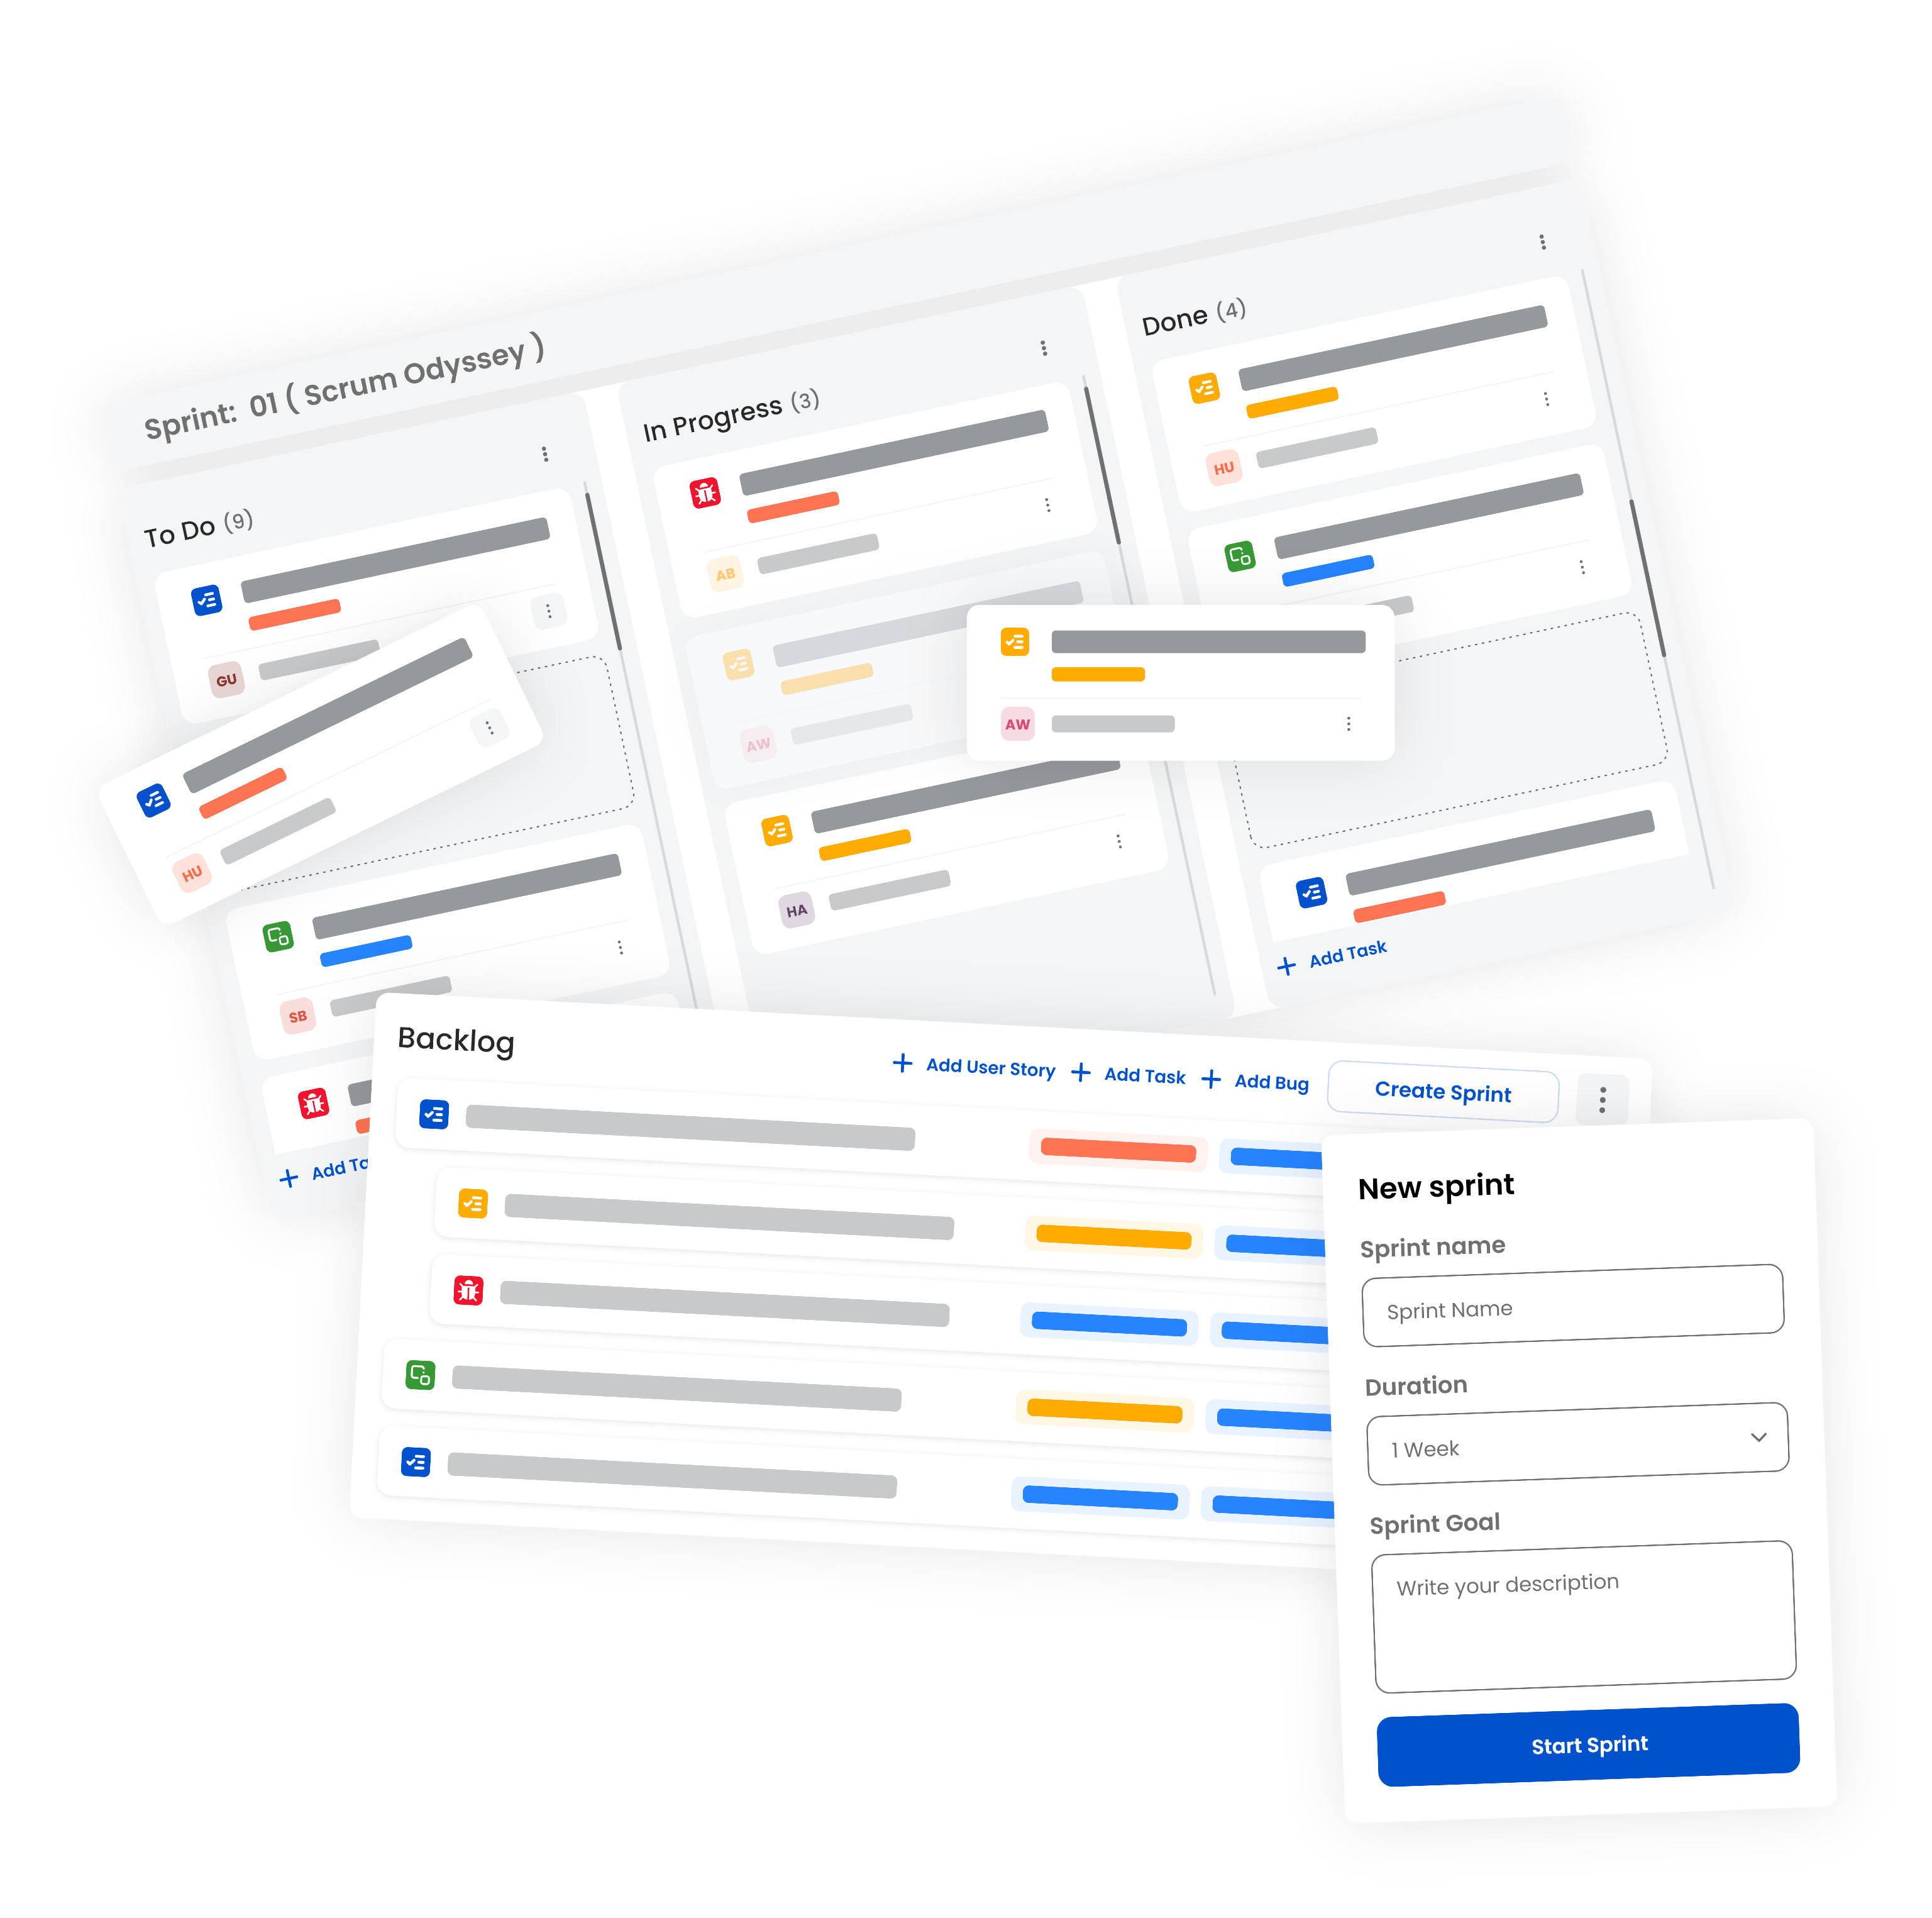 Sprint: 01 ( Scrum Odyssey )
To Do (9)
GU
HU
SB
+ Add Ta
In Progress (3)
AB
AW
HA
AW
Done (4)
HU
+ Add Task
Backlog
+ Add User Story + Add Task + Add Bug Create Sprint
New sprint
Sprint name
Sprint Name
Duration
1 Week
Sprint Goal
Write your description
Start Sprint